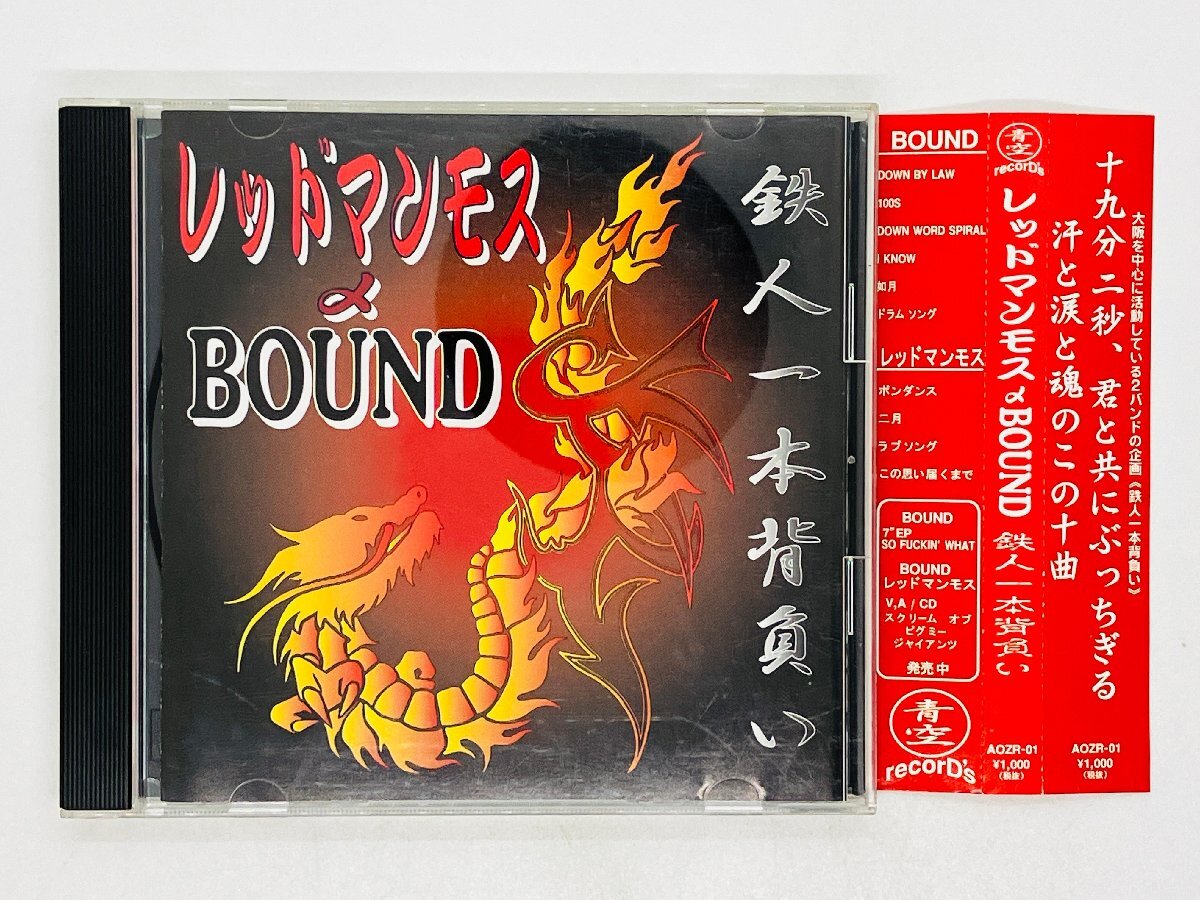 レッドマンモス
〆
BOUND
鉄人一本背負い
BOUND
DOWN BY LAW
100S
DOWN WORD SPIRAL
I KNOW
如月
ドラム ソング
レッドマンモス
ポンダンス
二月
ラブソング
この思い届くまで
BOUND
7"EP
SO FUCKIN' WHAT
BOUND
レッドマンモス
V,A / CD
スクリーム オブ
ピグミー
ジャイアンツ
発売中
青空
recorD's
青空
recorD's
レッドマンモス〆BOUND 鉄人一本背負い
AOZR-01
¥1,000
(税抜)
大阪を中心に活動している2バンドの企画《鉄人一本背負い》
十九分二秒、君と共にぶっちぎる
汗と涙と魂のこの十曲
AOZR-01
¥1,000
(税抜)